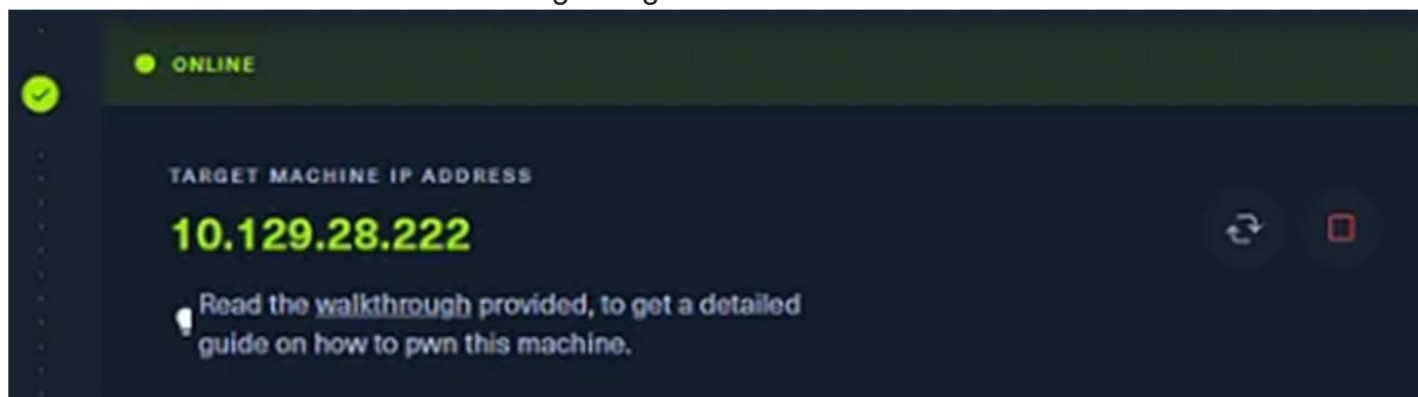 ONLINE
TARGET MACHINE IP ADDRESS
10.129.28.222
Read the walkthrough provided, to get a detailed
guide on how to pwn this machine.